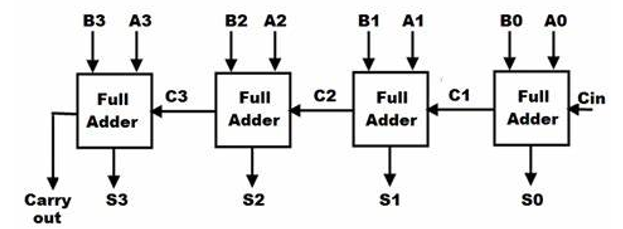 B3 A3 B2 A2 B1 A1 B0 A0
Full Adder
C3
Full Adder
C2
Full Adder
C1
Full Adder
Cin
Carry out
S3 S2 S1 S0